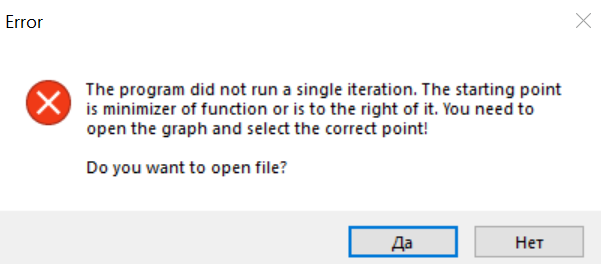 Error
The program did not run a single iteration. The starting point
is minimizer of function or is to the right of it. You need to
open the graph and select the correct point!
Do you want to open file?
Да
Нет